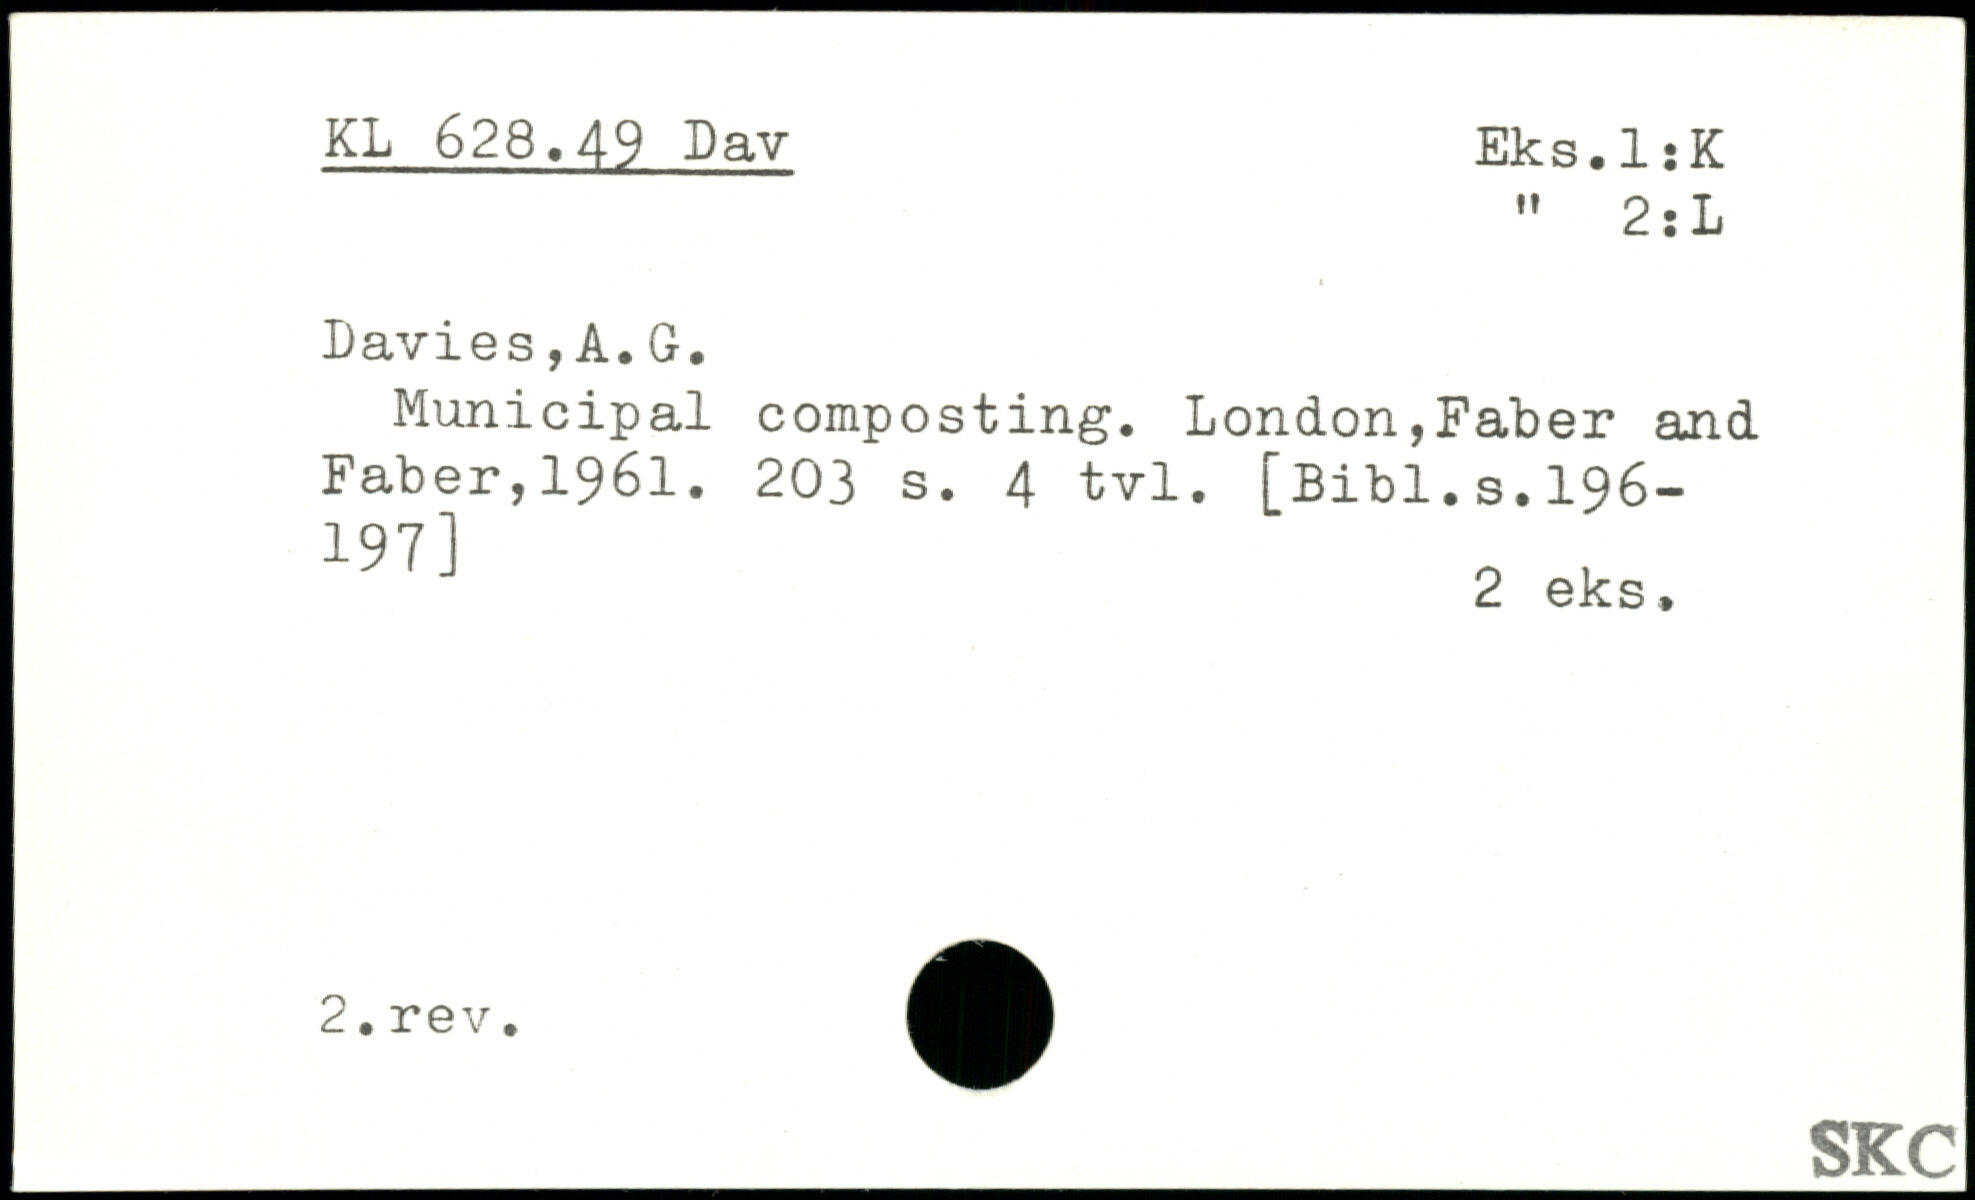 KL 628.49 Dav
Eks.1:K
" 2:L
Davies,A.G.
Municipal composting. London,Faber and
Faber,1961. 203 s. 4 tvl. [Bibl.s.196-
197]
2 eks.
2.rev.
SKC